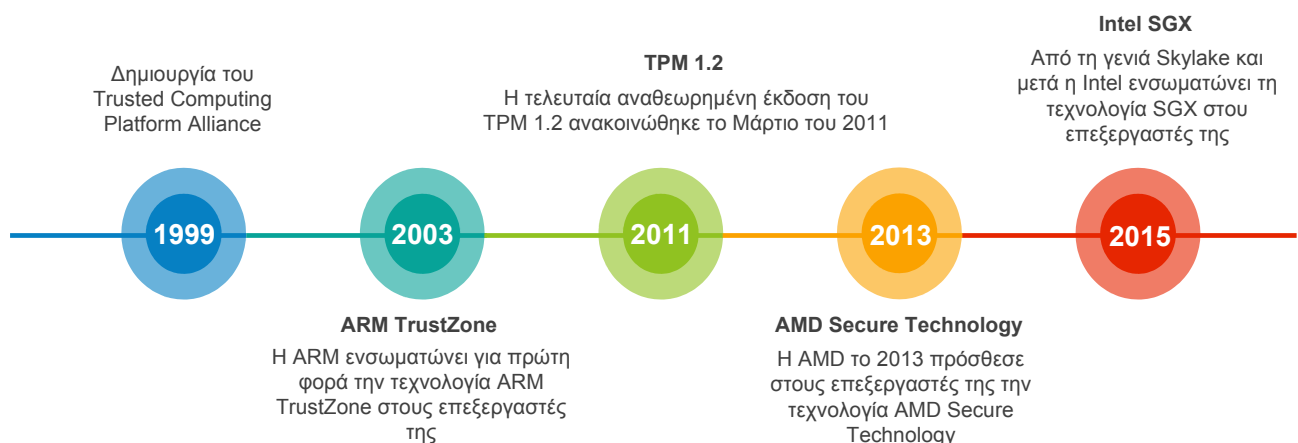 Δημιουργία του
Trusted Computing
Platform Alliance
1999
2003
ARM TrustZone
Η ARM ενσωματώνει για πρώτη
φορά την τεχνολογία ARM
TrustZone στους επεξεργαστές
της
TPM 1.2
Η τελευταία αναθεωρημένη έκδοση του
TPM 1.2 ανακοινώθηκε το Μάρτιο του 2011
2011
2013
AMD Secure Technology
Η AMD το 2013 πρόσθεσε
στους επεξεργαστές της την
τεχνολογία AMD Secure
Technology
Intel SGX
Από τη γενιά Skylake και
μετά η Intel ενσωματώνει τη
τεχνολογία SGX στου
επεξεργαστές της
2015